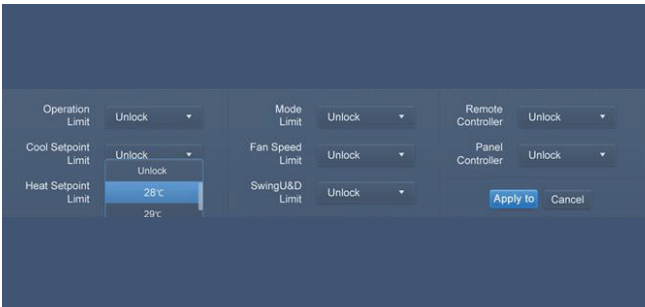 Operation
Limit
Unlock
Mode
Limit
Unlock
Remote
Controller
Unlock
Cool Setpoint
Limit
Unlock
Fan Speed
Limit
Unlock
Panel
Controller
Unlock
Unlock
Heat Setpoint
Limit
28℃
29℃
SwingU&D
Limit
Unlock
Apply to
Cancel